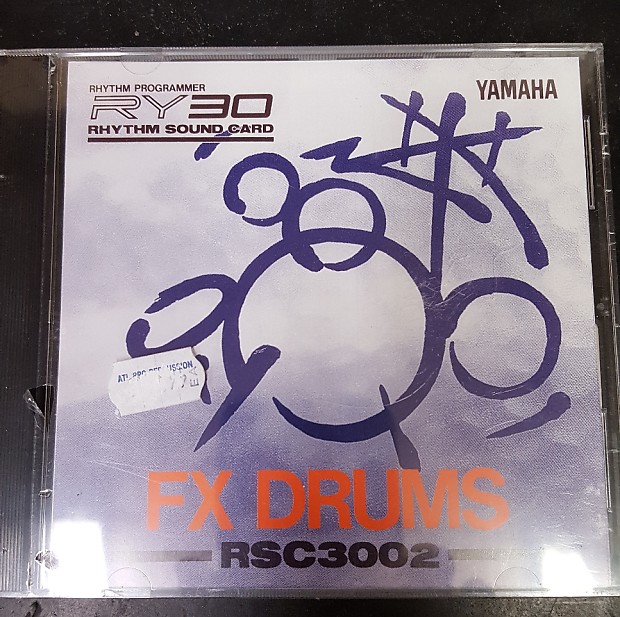 RHYTHM PROGRAMMER
RY30
RHYTHM SOUND CARD
YAMAHA
FX DRUMS
RSC3002